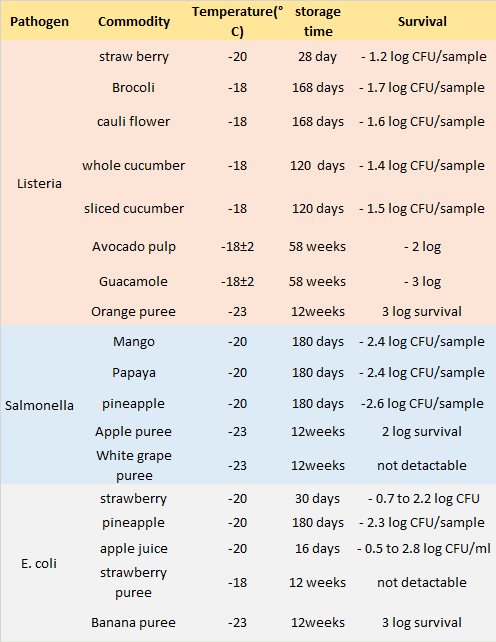 Pathogen Commodity Temperature(° C) storage time Survival
straw berry -20 28 day - 1.2 log CFU/sample
Brocoli -18 168 days - 1.7 log CFU/sample
cauli flower -18 168 days - 1.6 log CFU/sample
whole cucumber -18 120 days - 1.4 log CFU/sample
Listeria
sliced cucumber -18 120 days - 1.5 log CFU/sample
Avocado pulp -18±2 58 weeks - 2 log
Guacamole -18±2 58 weeks - 3 log
Orange puree -23 12weeks 3 log survival
Mango -20 180 days - 2.4 log CFU/sample
Papaya -20 180 days - 2.4 log CFU/sample
Salmonella pineapple -20 180 days -2.6 log CFU/sample
Apple puree -23 12weeks 2 log survival
White grape
puree -23 12weeks not detactable
strawberry -20 30 days - 0.7 to 2.2 log CFU
pineapple -20 180 days - 2.3 log CFU/sample
apple juice -20 16 days - 0.5 to 2.8 log CFU/ml
E. coli
strawberry
puree -18 12 weeks not detactable
Banana puree -23 12weeks 3 log survival